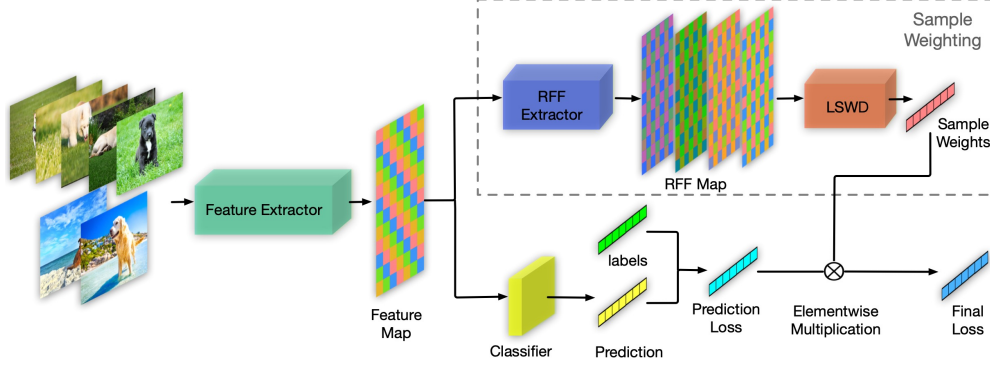 Sample
Weighting
RFF
Extractor
LSWD
Sample
Weights
RFF Map
Feature Extractor
labels
Feature
Map
Classifier
Prediction
Prediction
Loss
Elementwise
Multiplication
Final
Loss